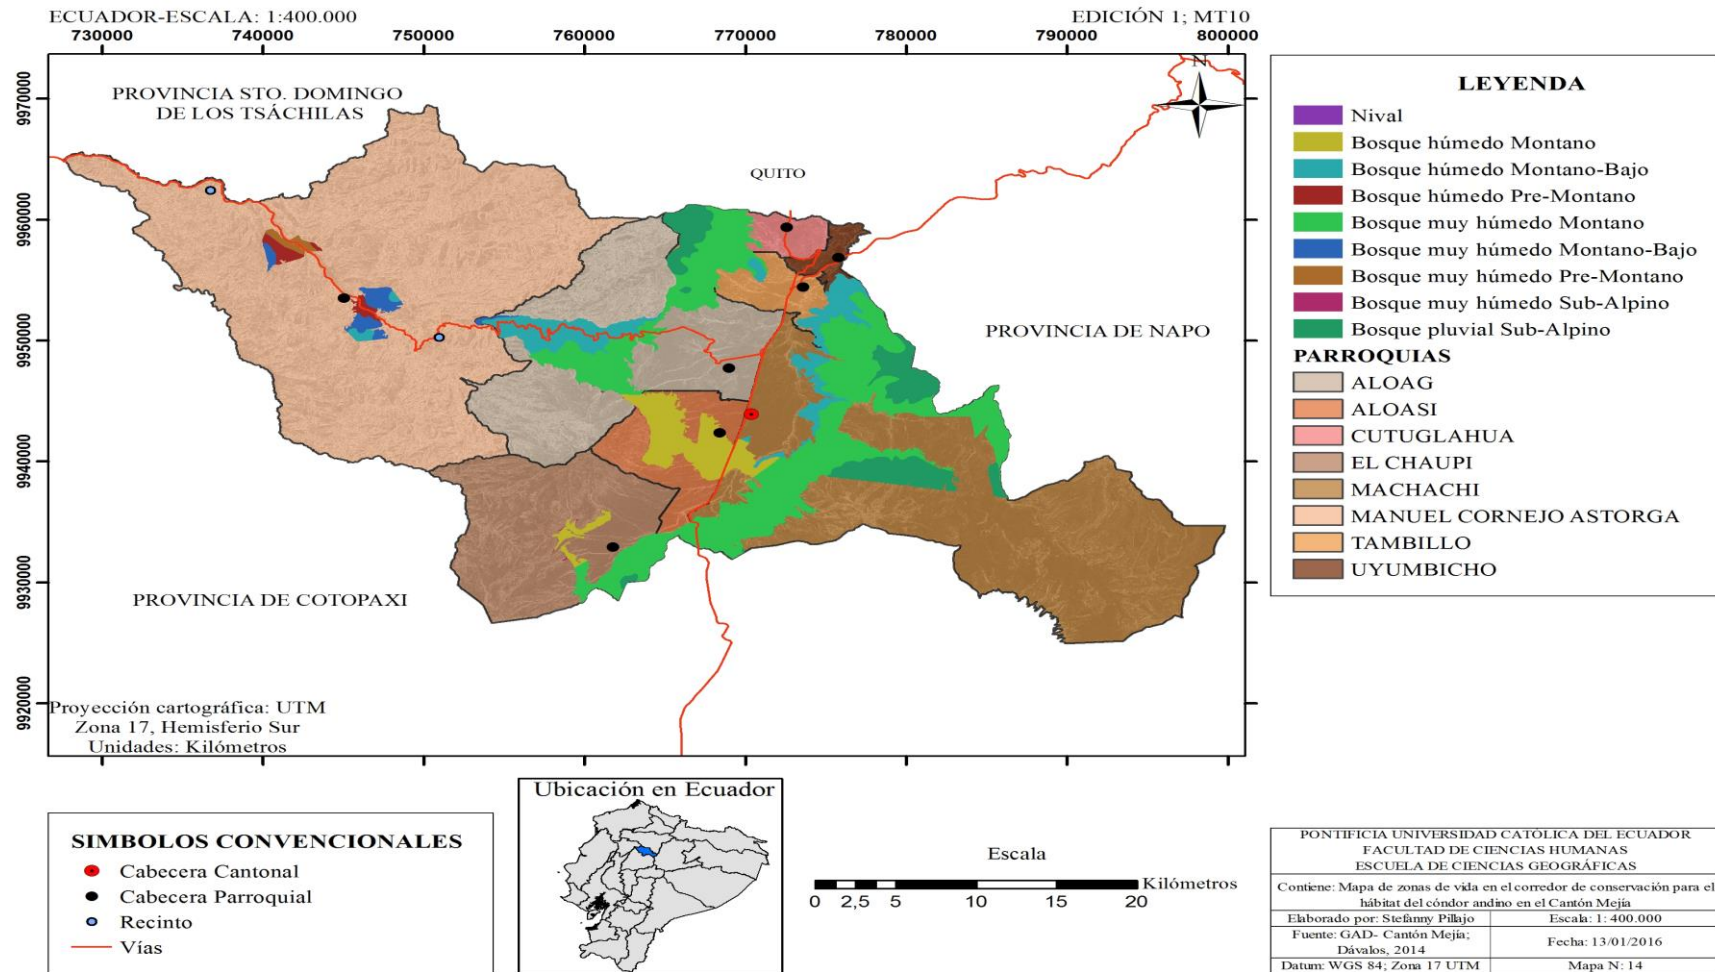 ECUADOR-ESCALA: 1:400.000
EDICIÓN 1; MT10
730000 740000 750000 760000 770000 780000 790000 800000
9970000
9960000
9950000
9940000
9930000
9920000
PROVINCIA STO. DOMINGO
DE LOS TSÁCHILAS
QUITO
N
PROVINCIA DE NAPO
PROVINCIA DE COTOPAXI
Proyección cartográfica: UTM
Zona 17, Hemisferio Sur
Unidades: Kilómetros
LEYENDA
Nival
Bosque húmedo Montano
Bosque húmedo Montano-Bajo
Bosque húmedo Pre-Montano
Bosque muy húmedo Montano
Bosque muy húmedo Montano-Bajo
Bosque muy húmedo Pre-Montano
Bosque muy húmedo Sub-Alpino
Bosque pluvial Sub-Alpino
PARROQUIAS
ALOAG
ALOASI
CUTUGLAHUA
EL CHAUPI
MACHACHI
MANUEL CORNEJO ASTORGA
TAMBILLO
UYUMBICHO
SIMBOLOS CONVENCIONALES
Cabecera Cantonal
Cabecera Parroquial
Recinto
Vías
Ubicación en Ecuador
Escala
Kilómetros
0 2,5 5 10 15 20
PONTIFICIA UNIVERSIDAD CATÓLICA DEL ECUADOR
FACULTAD DE CIENCIAS HUMANAS
ESCUELA DE CIENCIAS GEOGRÁFICAS
Contiene: Mapa de zonas de vida en el corredor de conservación para el
hábitat del cóndor andino en el Cantón Mejía
Elaborado por: Stefanny Pillajo
Escala: 1: 400.000
Fuente: GAD- Cantón Mejía;
Dávalos, 2014
Fecha: 13/01/2016
Datum: WGS 84; Zona 17 UTM
Mapa N: 14